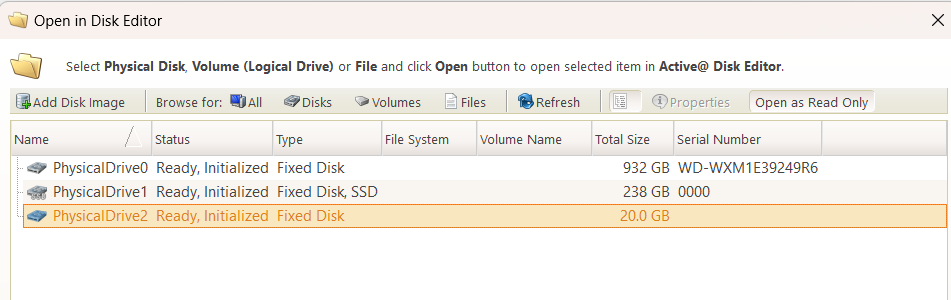 Open in Disk Editor
Select Physical Disk, Volume (Logical Drive) or File and click Open button to open selected item in Active@ Disk Editor.
Add Disk Image Browse for: All Disks Volumes Files Refresh Properties Open as Read Only
Name Status Type File System Volume Name Total Size Serial Number
PhysicalDrive0 Ready, Initialized Fixed Disk 932 GB WD-WXM1E39249R6
PhysicalDrive1 Ready, Initialized Fixed Disk, SSD 238 GB 0000
PhysicalDrive2 Ready, Initialized Fixed Disk 20.0 GB